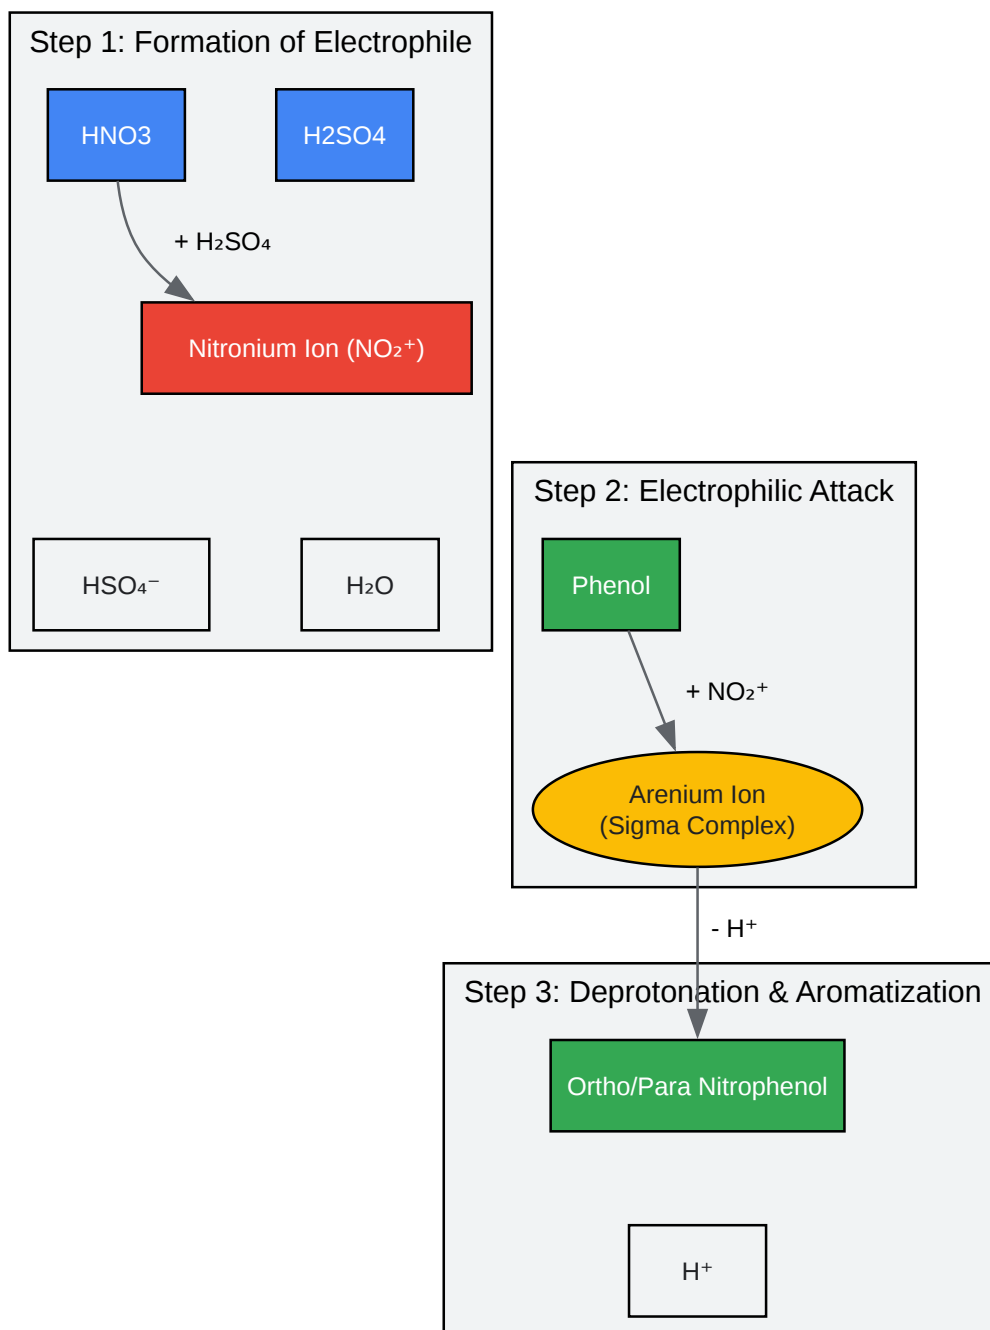 Step 1: Formation of Electrophile
HNO3
H2SO4
+ H₂SO₄
Nitronium Ion (NO₂⁺)
HSO₄⁻
H₂O
Step 2: Electrophilic Attack
Phenol
+ NO₂⁺
Arenium Ion
(Sigma Complex)
- H⁺
Step 3: Deprotonation & Aromatization
Ortho/Para Nitrophenol
H⁺